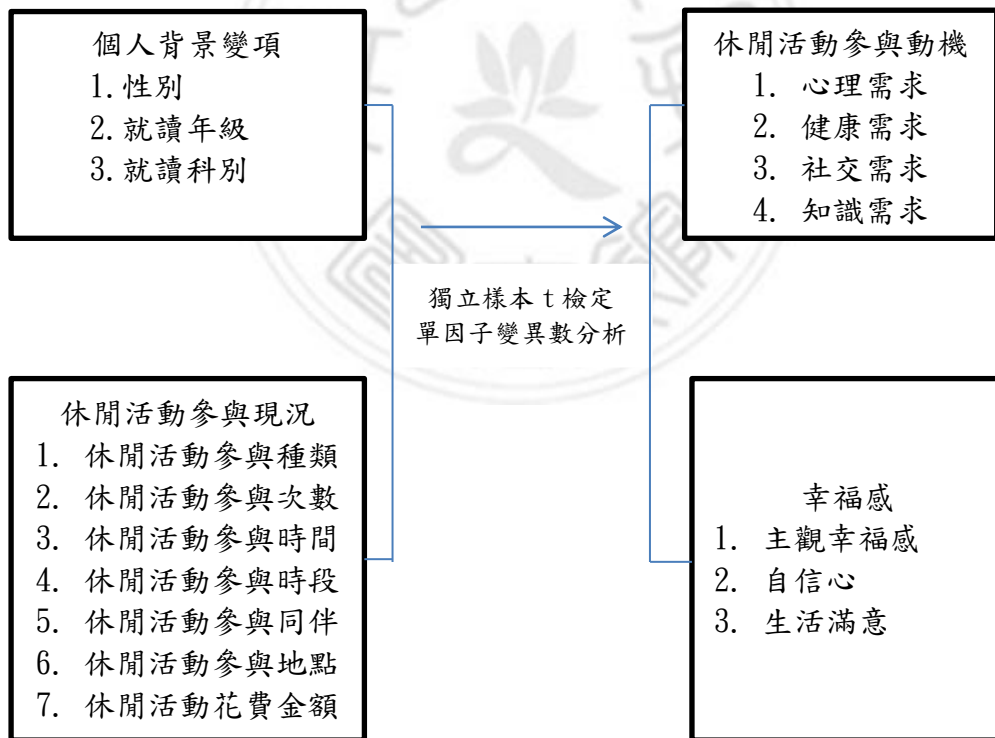 個人背景變項
1.性別
2.就讀年級
3.就讀科別
休閒活動參與動機
1. 心理需求
2. 健康需求
3. 社交需求
4. 知識需求
獨立樣本 t 檢定
單因子變異數分析
休閒活動參與現況
1. 休閒活動參與種類
2. 休閒活動參與次數
3. 休閒活動參與時間
4. 休閒活動參與時段
5. 休閒活動參與同伴
6. 休閒活動參與地點
7. 休閒活動花費金額
幸福感
1. 主觀幸福感
2. 自信心
3. 生活滿意